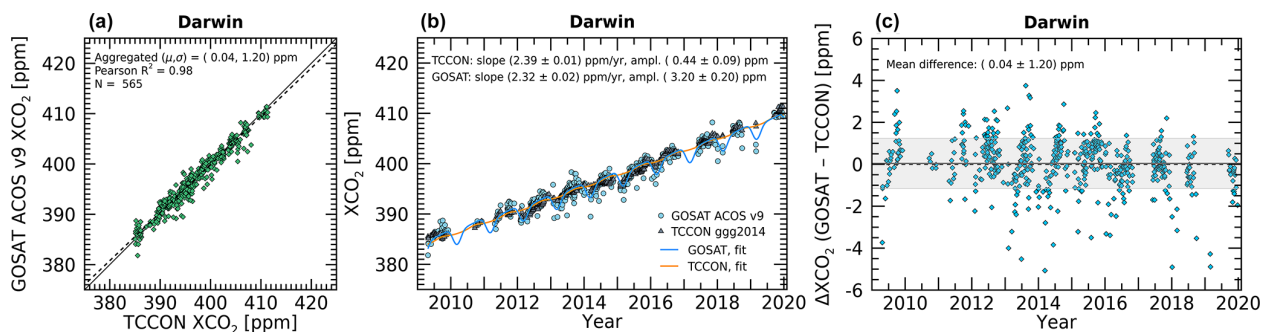 (a)
Darwin
Aggregated (μ,σ) = ( 0.04, 1.20) ppm
Pearson R² = 0.98
N = 565
GOSAT ACOS v9 XCO₂ [ppm]
410
400
390
380
380 390 400 410 420
TCCON XCO₂ [ppm]
(b)
Darwin
TCCON: slope (2.39 ± 0.01) ppm/yr, ampl. ( 0.44 ± 0.09) ppm
GOSAT: slope (2.32 ± 0.02) ppm/yr, ampl. ( 3.20 ± 0.20) ppm
XCO₂ [ppm]
420
410
400
390
380
GOSAT ACOS v9
TCCON ggg2014
GOSAT, fit
TCCON, fit
2010 2012 2014 2016 2018 2020
Year
(c)
Darwin
Mean difference: ( 0.04 ± 1.20) ppm
ΔXCO₂ (GOSAT − TCCON) [ppm]
6
4
2
0
-2
-4
-6
2010 2012 2014 2016 2018 2020
Year